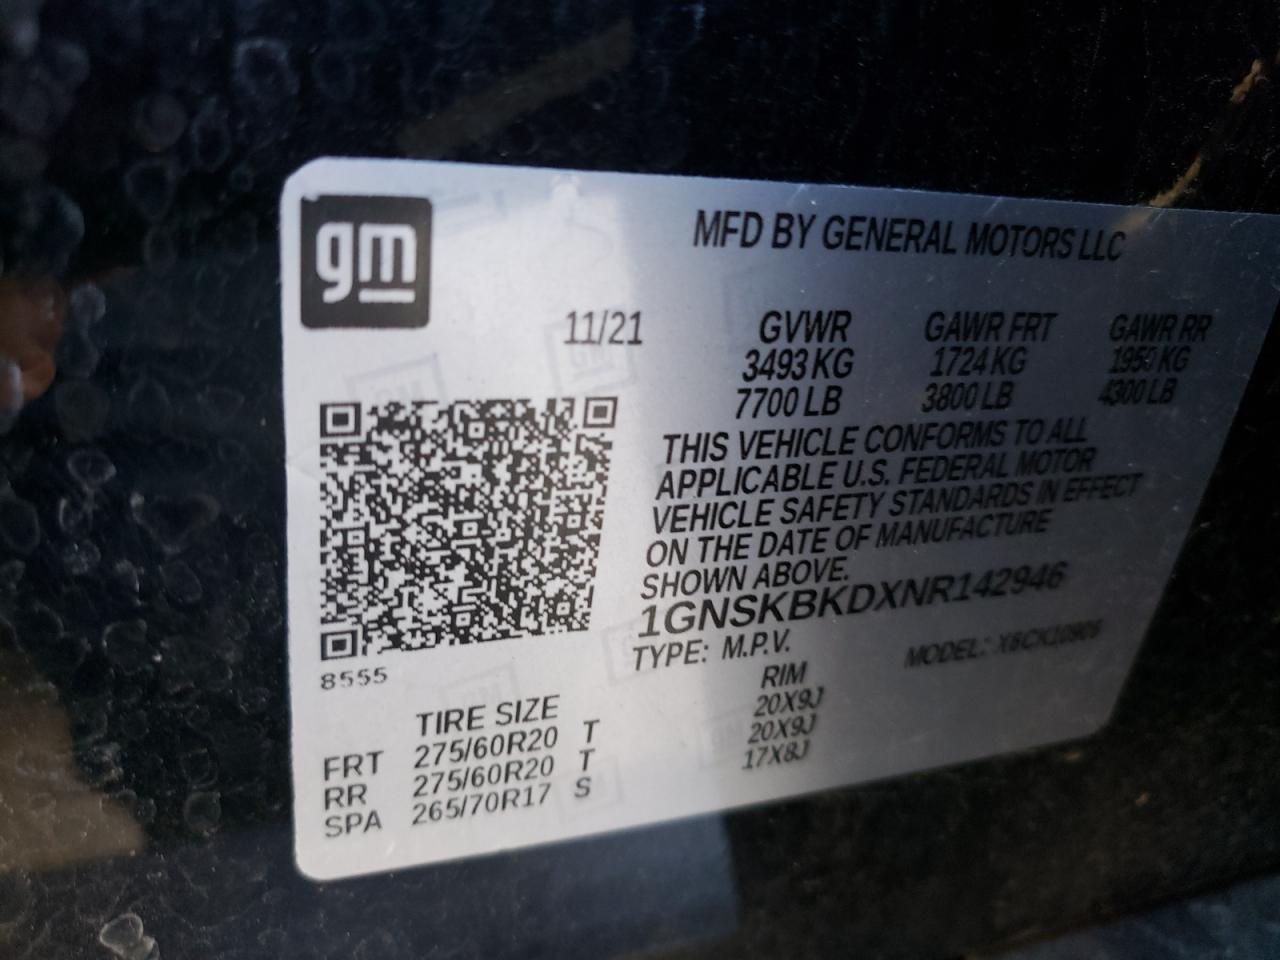 gm
MFD BY GENERAL MOTORS LLC
11/21
GVWR GAWR FRT GAWR RR
3493 KG 1724 KG 1950 KG
7700 LB 3800 LB 4300 LB
THIS VEHICLE CONFORMS TO ALL
APPLICABLE U.S. FEDERAL MOTOR
VEHICLE SAFETY STANDARDS IN EFFECT
ON THE DATE OF MANUFACTURE
SHOWN ABOVE.
1GNSKBKDXNR142946
TYPE: M.P.V. MODEL:
8555
TIRE SIZE RIM
FRT 275/60R20 T 20X9J
RR 275/60R20 T 20X9J
SPA 265/70R17 S 17X8J